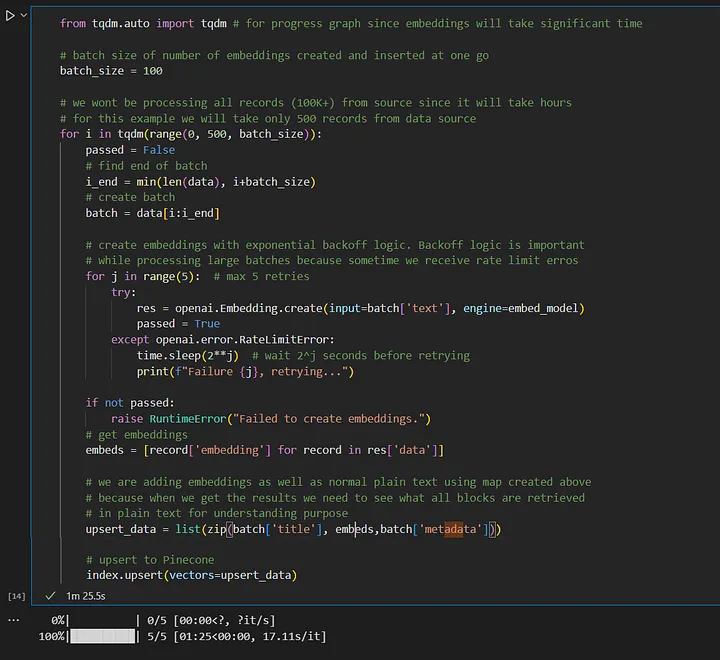 from tqdm.auto import tqdm # for progress graph since embeddings will take significant time
# batch size of number of embeddings created and inserted at one go
batch_size = 100
# we wont be processing all records (100K+) from source since it will take hours
# for this example we will take only 500 records from data source
for i in tqdm(range(0, 500, batch_size)):
    passed = False
    # find end of batch
    i_end = min(len(data), i+batch_size)
    # create batch
    batch = data[i:i_end]
    # create embeddings with exponential backoff logic. Backoff logic is important
    # while processing large batches because sometime we receive rate limit erros
    for j in range(5):  # max 5 retries
        try:
            res = openai.Embedding.create(input=batch['text'], engine=embed_model)
            passed = True
        except openai.error.RateLimitError:
            time.sleep(2**j)  # wait 2^j seconds before retrying
            print(f"Failure {j}, retrying...")
    if not passed:
        raise RuntimeError("Failed to create embeddings.")
    # get embeddings
    embeds = [record['embedding'] for record in res['data']]
    # we are adding embeddings as well as normal plain text using map created above
    # because when we get the results we need to see what all blocks are retrieved
    # in plain text for understanding purpose
    upsert_data = list(zip(batch['title'], embeds,batch['metadata']))
    # upsert to Pinecone
    index.upsert(vectors=upsert_data)
[14] ✓ 1m 25.5s
... 0%| | 0/5 [00:00<?, ?it/s]
100%|██████████| 5/5 [01:25<00:00, 17.11s/it]